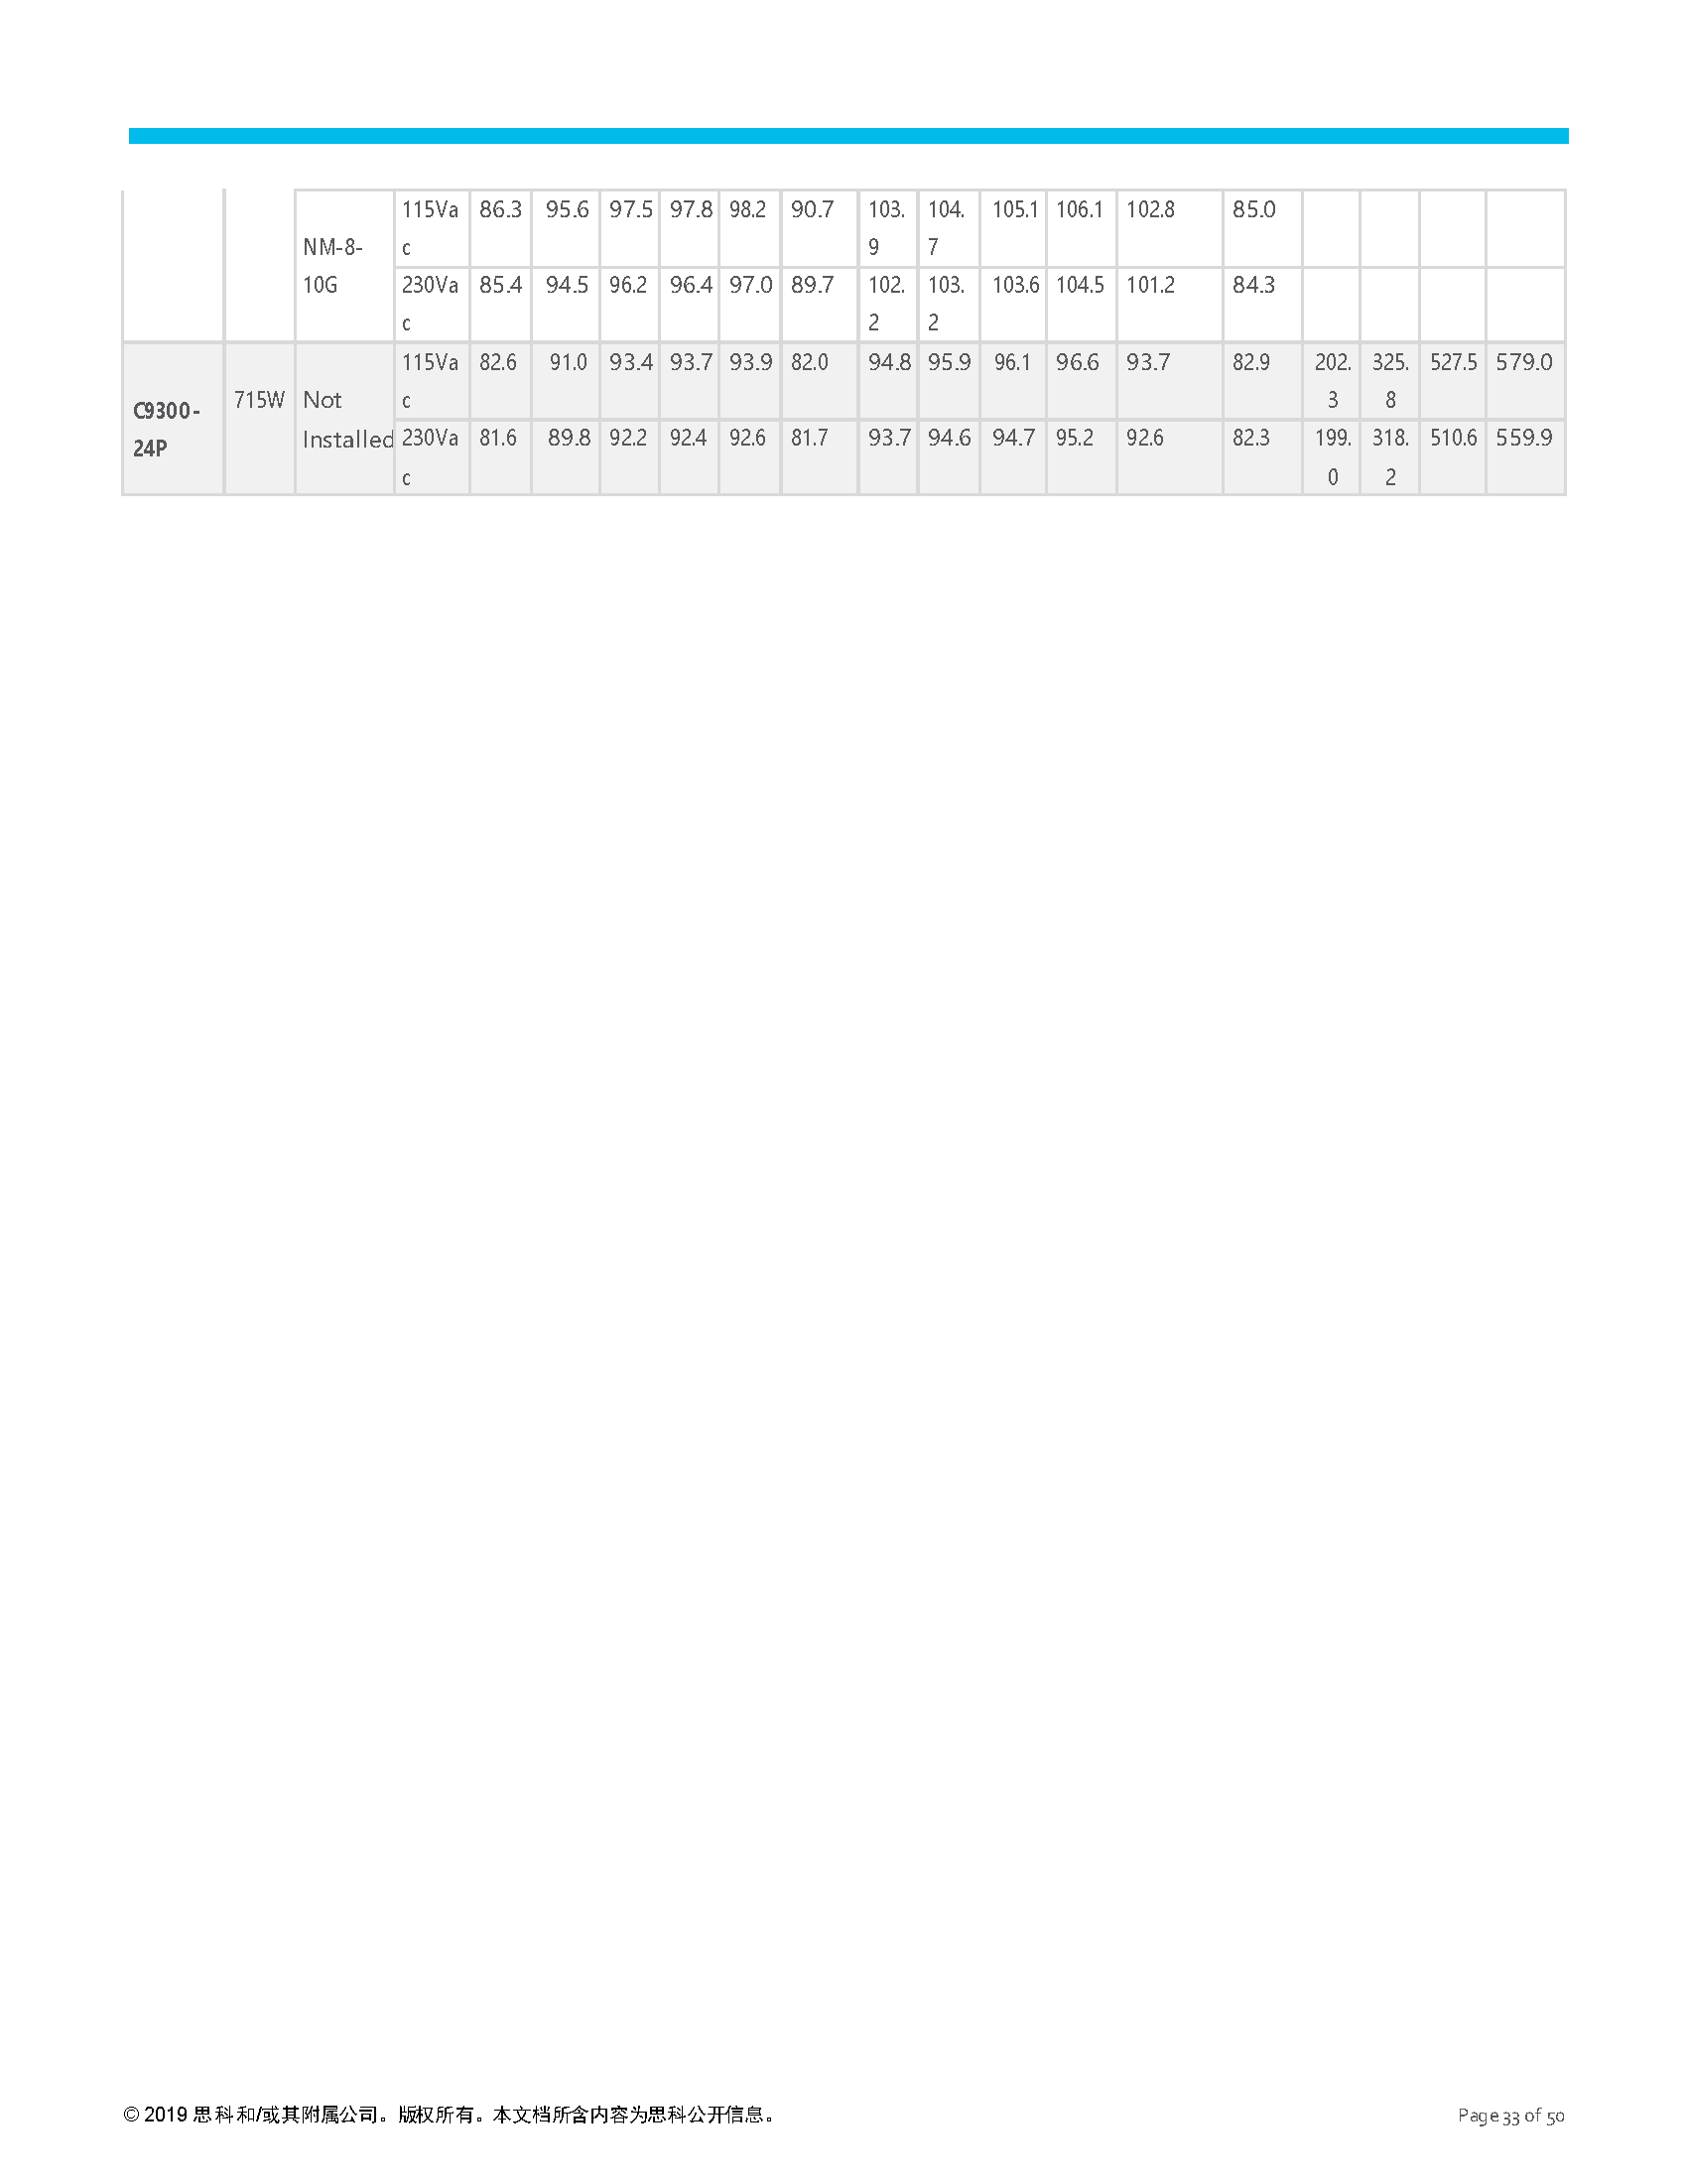 NM-8-
10G
115Va
c
86.3 95.6 97.5 97.8 98.2 90.7 103.
9 104.
7 105.1 106.1 102.8 85.0
230Va
c
85.4 94.5 96.2 96.4 97.0 89.7 102.
2 103.
2 103.6 104.5 101.2 84.3
C9300-
24P
715W
Not
Installed
115Va
c
82.6 91.0 93.4 93.7 93.9 82.0 94.8 95.9 96.1 96.6 93.7 82.9 202.
3 325.
8 527.5 579.0
230Va
c
81.6 89.8 92.2 92.4 92.6 81.7 93.7 94.6 94.7 95.2 92.6 82.3 199.
0 318.
2 510.6 559.9
© 2019 思科和/或其附属公司。版权所有。本文档所含内容为思科公开信息。
Page 33 of 50